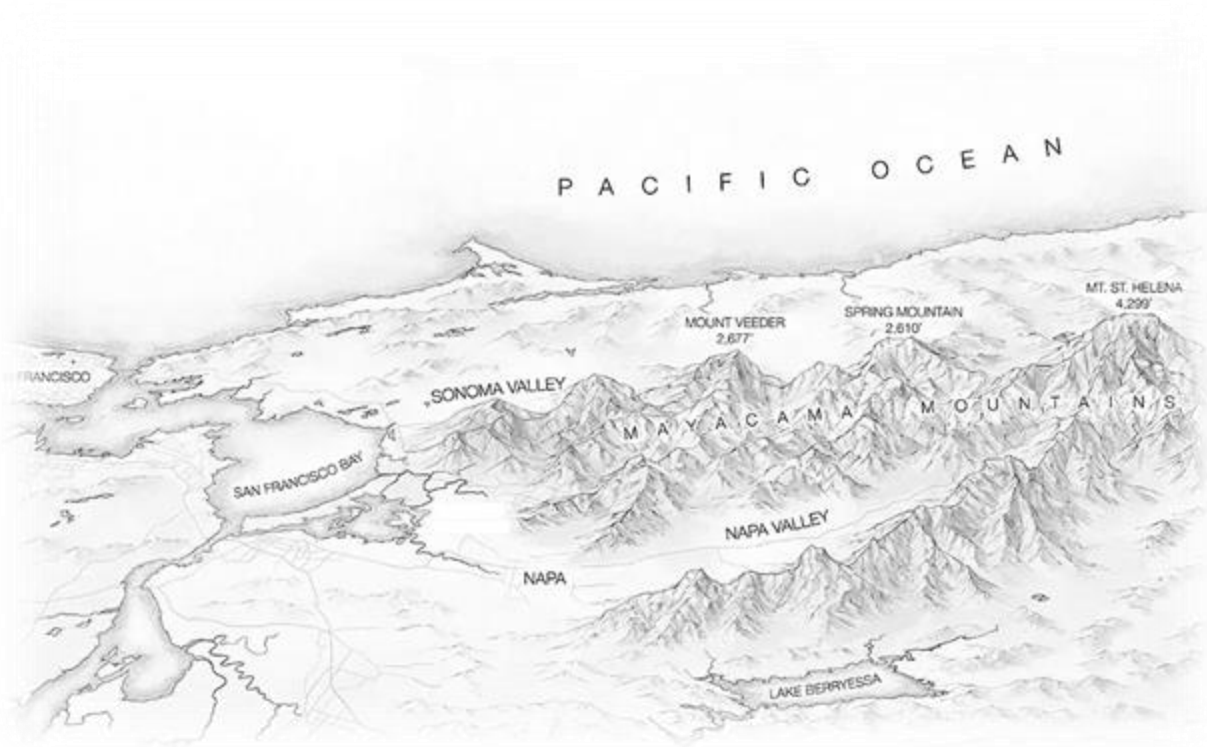 PACIFIC OCEAN
MT. ST. HELENA
4,299'
SPRING MOUNTAIN
2,610'
MOUNT VEEDER
2,677'
FRANCISCO
SONOMA VALLEY
MAYACAMA MOUNTAINS
SAN FRANCISCO BAY
NAPA VALLEY
NAPA
LAKE BERRYESSA